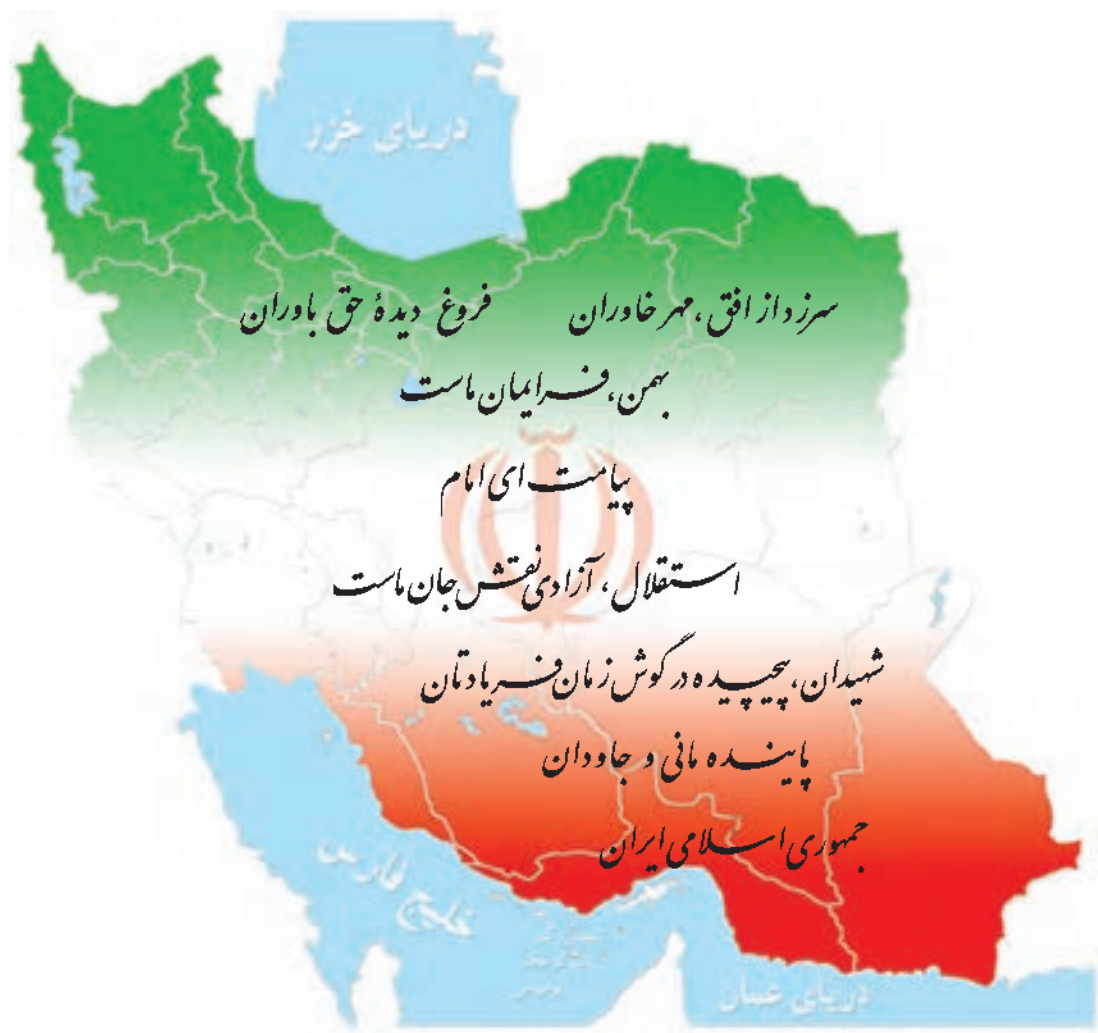 دریای خزر
سر زد از افق، مهر خاوران فروغ دیدهٔ حق باوران
بهمن، فر ایمان ماست
پیامت ای امام
استقلال، آزادی نقش جان ماست
شهیدان، پیچیده در گوش زمان فریادتان
پاینده مانی و جاودان
جمهوری اسلامی ایران
خلیج فارس
دریای عمان